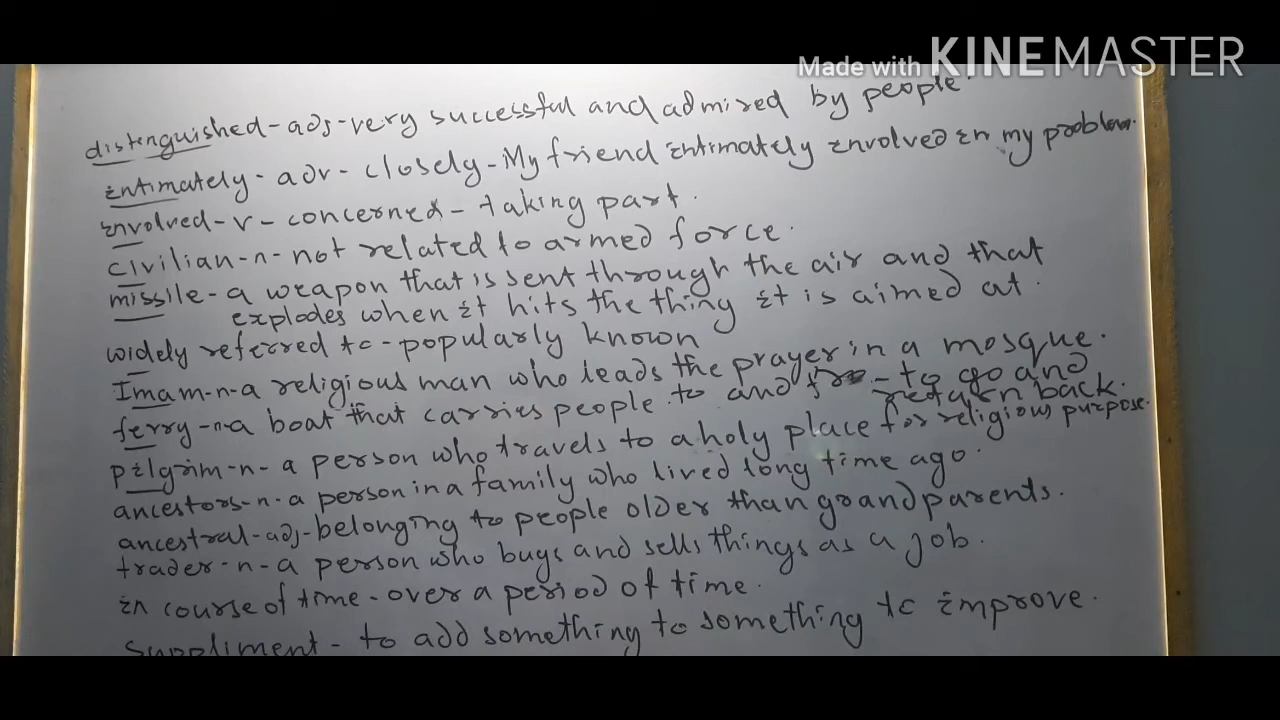 Made with KINEMASTER
distinguished-adj-very successful and admired by people.
intimately-adv-closely-My friend intimately involved in my problem.
involved-v-concerned-taking part.
civilian-n-not related to armed force.
missile-a weapon that is sent through the air and that
explodes when it hits the thing it is aimed at.
widely referred to-popularly known
Imam-n-a religious man who leads the prayer in a mosque.
ferry-n-a boat that carries people to and fro-to go and
return back.
pilgrim-n-a person who travels to a holy place for religious purpose.
ancestors-n-a person in a family who lived long time ago.
ancestral-adj-belonging to people older than grandparents.
trader-n-a person who buys and sells things as a job.
in course of time-over a period of time.
suppliment-to add something to something to improve.